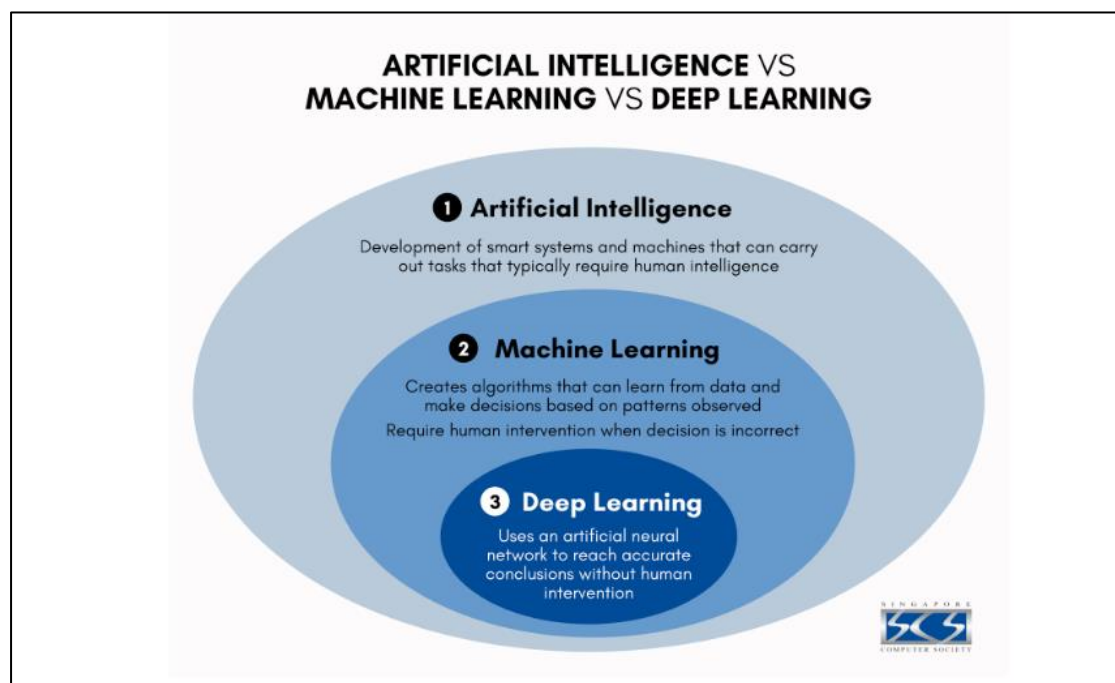 ARTIFICIAL INTELLIGENCE VS
MACHINE LEARNING VS DEEP LEARNING
1 Artificial Intelligence
Development of smart systems and machines that can carry
out tasks that typically require human intelligence
2 Machine Learning
Creates algorithms that can learn from data and
make decisions based on patterns observed
Require human intervention when decision is incorrect
3 Deep Learning
Uses an artificial neural
network to reach accurate
conclusions without human
intervention
SINGAPORE
SCS
COMPUTER SOCIETY